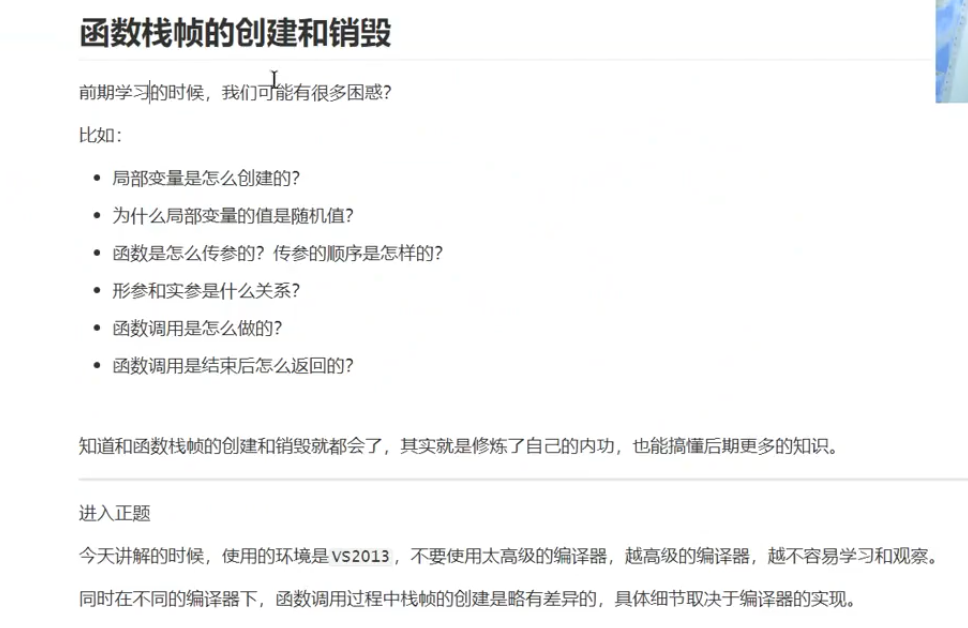 函数栈帧的创建和销毁
前期学习的时候，我们可能有很多困惑？
比如：
局部变量是怎么创建的？
为什么局部变量的值是随机值？
函数是怎么传参的？传参的顺序是怎样的？
形参和实参是什么关系？
函数调用是怎么做的？
函数调用是结束后怎么返回的？
知道和函数栈帧的创建和销毁就都会了，其实就是修炼了自己的内功，也能搞懂后期更多的知识。
进入正题
今天讲解的时候，使用的环境是VS2013，不要使用太高级的编译器，越高级的编译器，越不容易学习和观察。
同时在不同的编译器下，函数调用过程中栈帧的创建是略有差异的，具体细节取决于编译器的实现。